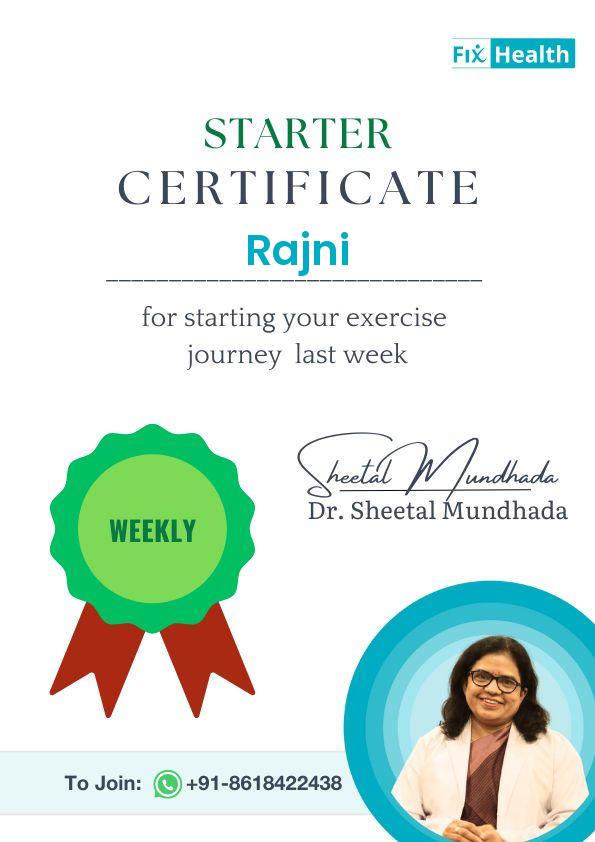 Fix Health
STARTER
CERTIFICATE
Rajni
for starting your exercise
journey last week
WEEKLY
Sheetal Mundhada
Dr. Sheetal Mundhada
To Join: +91-8618422438